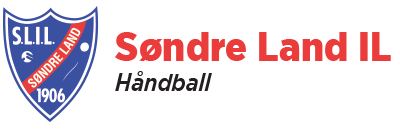 S.L.I.L.
SØNDRE LAND
1906
Søndre Land IL
Håndball